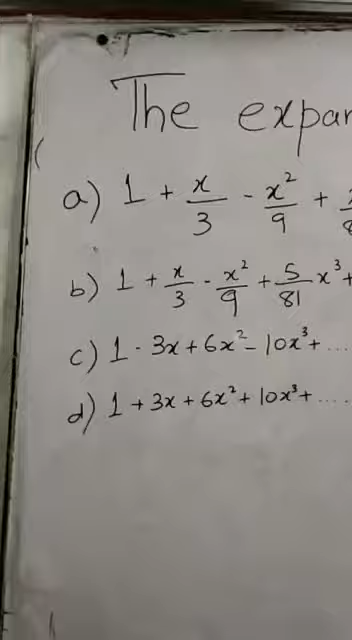 The expan
a) 1 + x/3 - x²/9 +
b) 1 + x/3 - x²/9 + 5/81 x³ +
c) 1 - 3x + 6x² - 10x³ + ....
d) 1 + 3x + 6x² + 10x³ + ....